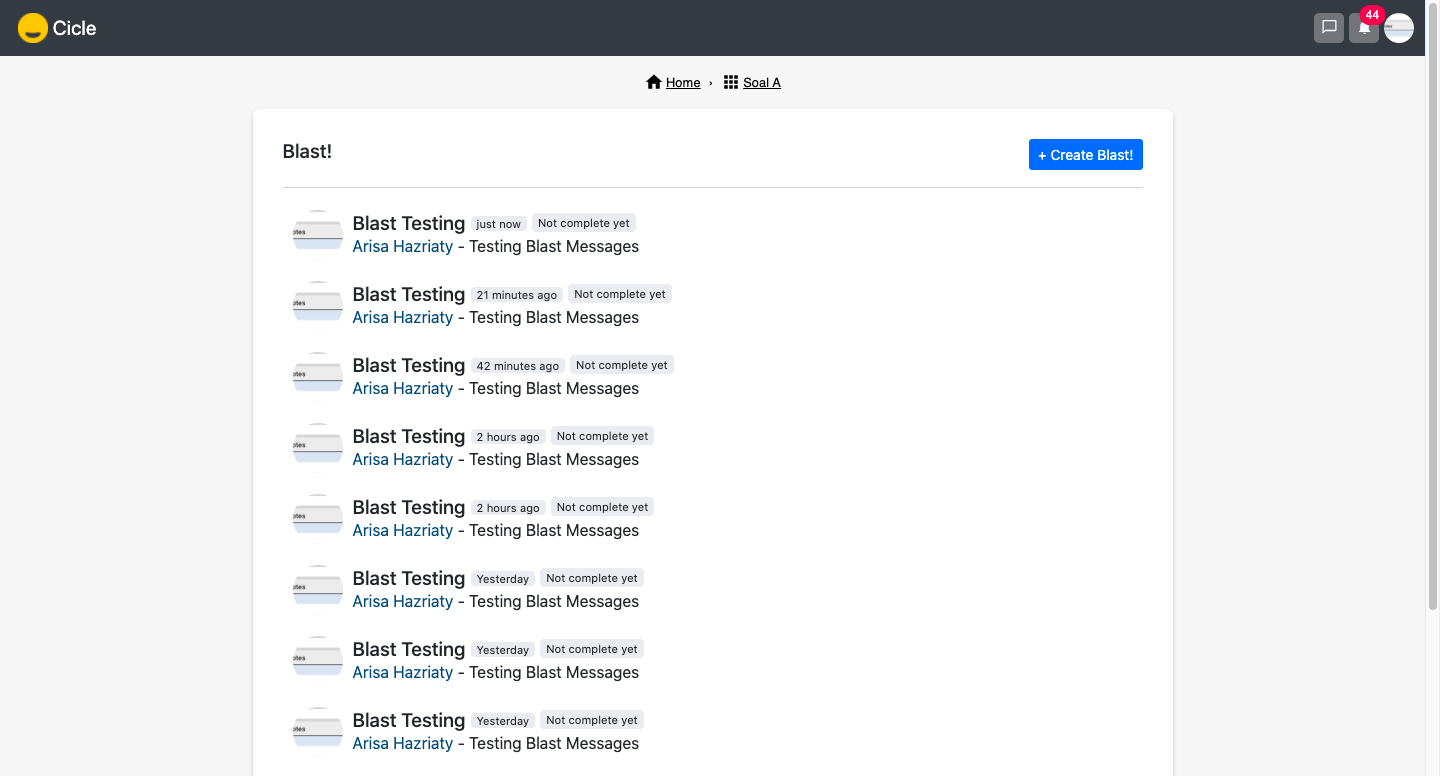 Cicle
44
Home › Soal A
Blast!
+ Create Blast!
Blast Testing just now Not complete yet
Arisa Hazriaty - Testing Blast Messages
Blast Testing 21 minutes ago Not complete yet
Arisa Hazriaty - Testing Blast Messages
Blast Testing 42 minutes ago Not complete yet
Arisa Hazriaty - Testing Blast Messages
Blast Testing 2 hours ago Not complete yet
Arisa Hazriaty - Testing Blast Messages
Blast Testing 2 hours ago Not complete yet
Arisa Hazriaty - Testing Blast Messages
Blast Testing Yesterday Not complete yet
Arisa Hazriaty - Testing Blast Messages
Blast Testing Yesterday Not complete yet
Arisa Hazriaty - Testing Blast Messages
Blast Testing Yesterday Not complete yet
Arisa Hazriaty - Testing Blast Messages